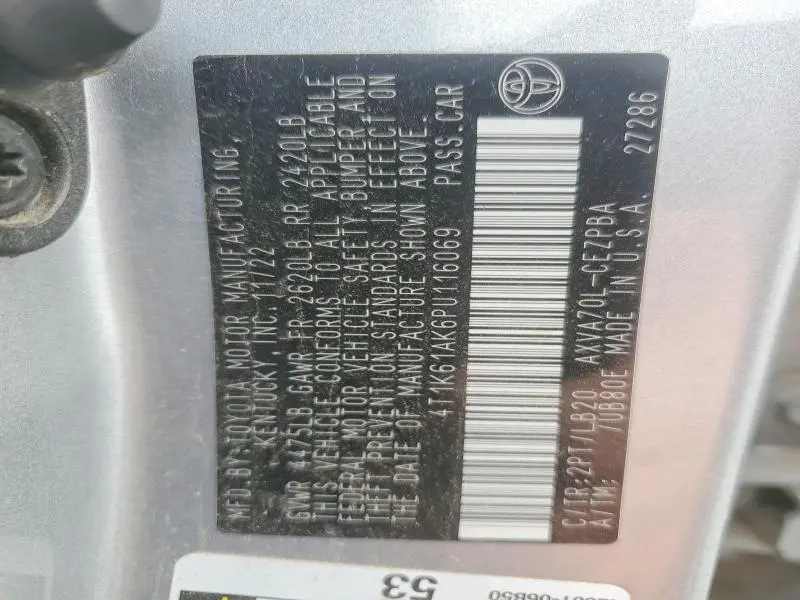 MFD.BY:TOYOTA MOTOR MANUFACTURING,
KENTUCKY, INC. 11/22
GVWR 4475LB GAWR FR 2620LB RR 2420LB
THIS VEHICLE CONFORMS TO ALL APPLICABLE
FEDERAL MOTOR VEHICLE SAFETY, BUMPER, AND
THEFT PREVENTION STANDARDS IN EFFECT ON
THE DATE OF MANUFACTURE SHOWN ABOVE.
4T1K61AK6PU116069 PASS.CAR
C/TR:2PT/LB20 AXVA70L-CEZPBA
A/TM: /UB80E MADE IN U.S.A. 27286
53